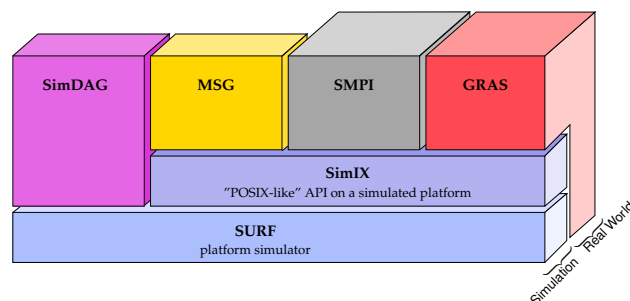 SimDAG
MSG
SMPI
GRAS
SimIX
”POSIX-like” API on a simulated platform
SURF
platform simulator
Simulation
Real World